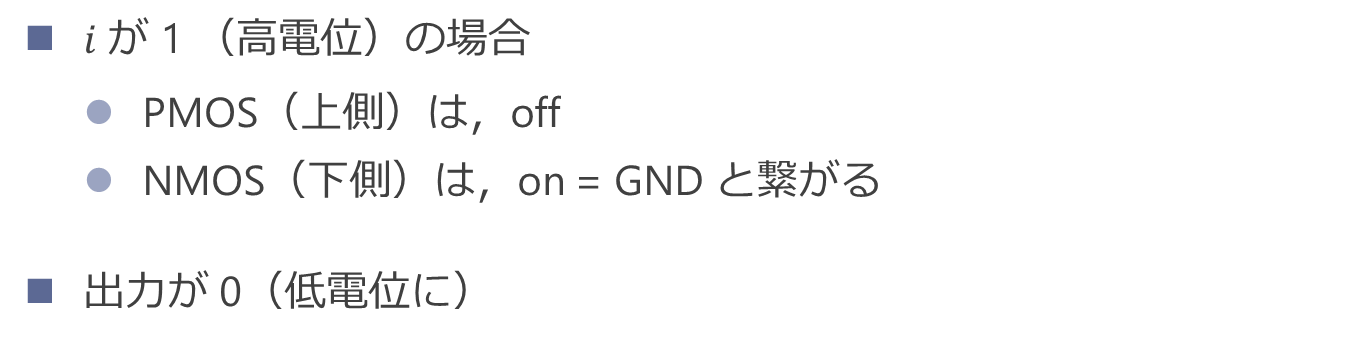 i が 1 （高電位）の場合
PMOS（上側）は，off
NMOS（下側）は，on = GND と繋がる
出力が 0（低電位に）